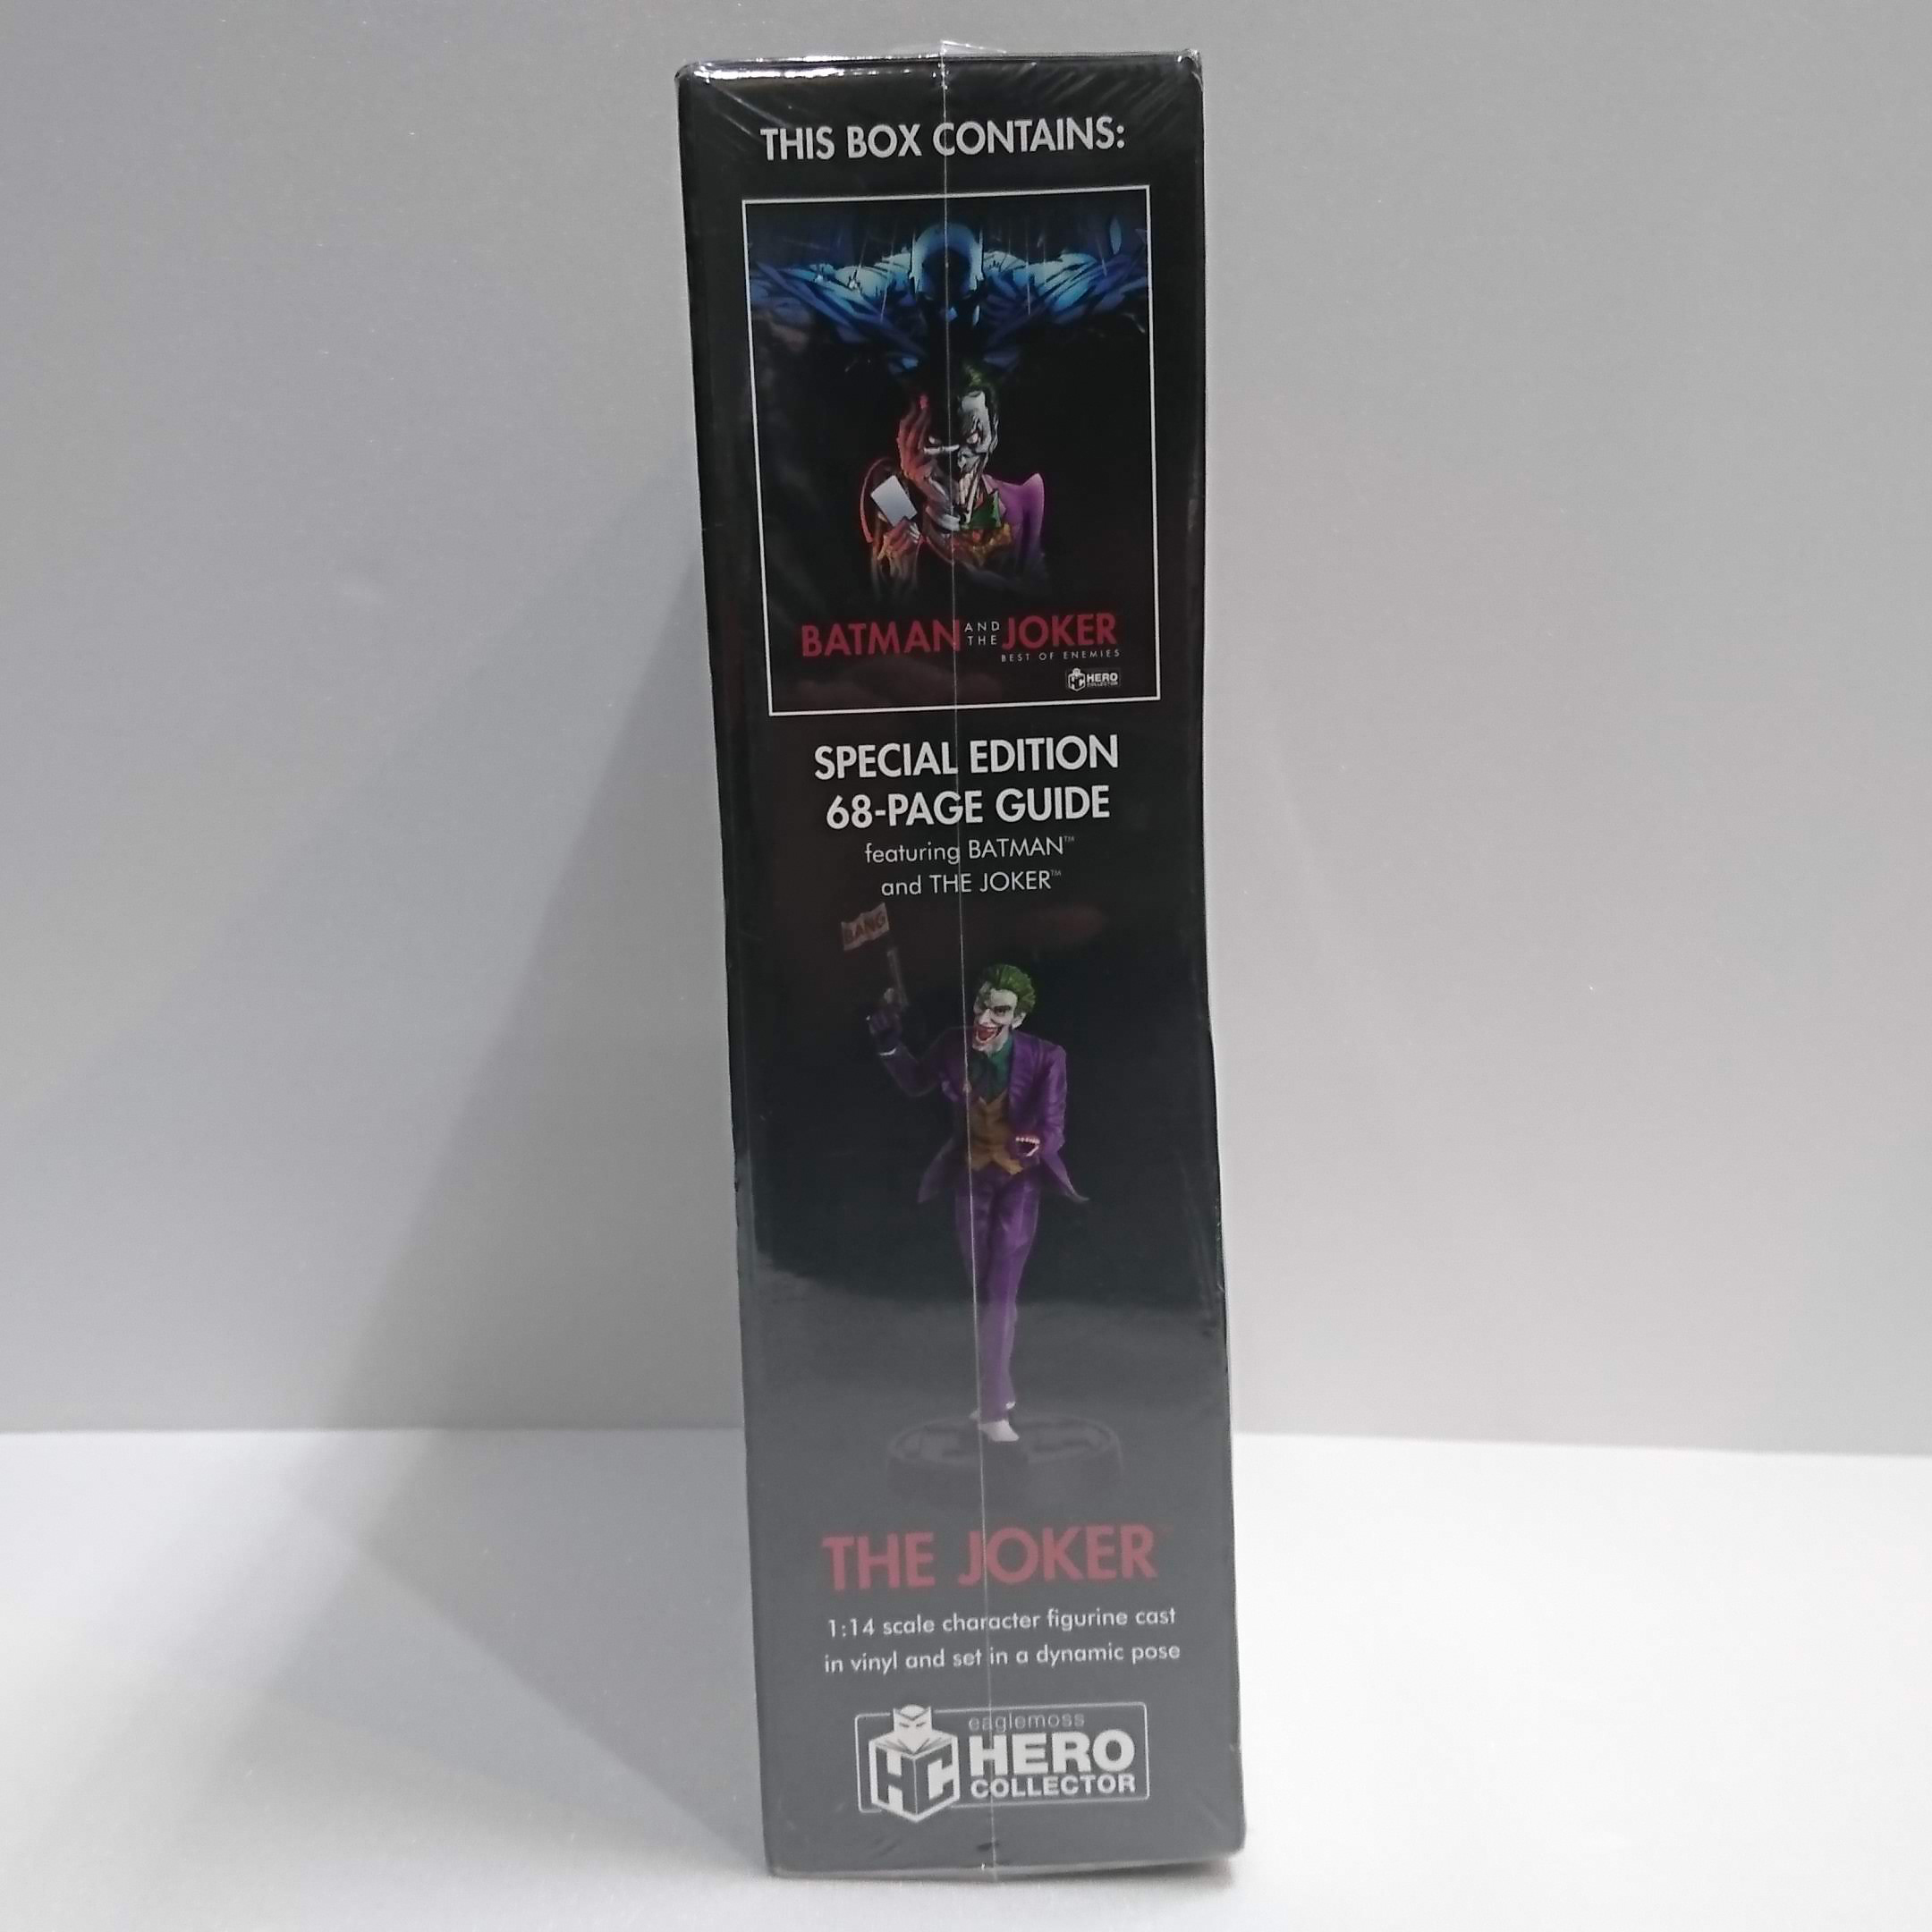 THIS BOX CONTAINS:
BATMAN AND THE JOKER
BEST OF ENEMIES
HC HERO
COLLECTOR
SPECIAL EDITION
68-PAGE GUIDE
featuring BATMAN™
and THE JOKER™
BANG
THE JOKER™
1:14 scale character figurine cast
in vinyl and set in a dynamic pose
eaglemoss
HC HERO
COLLECTOR